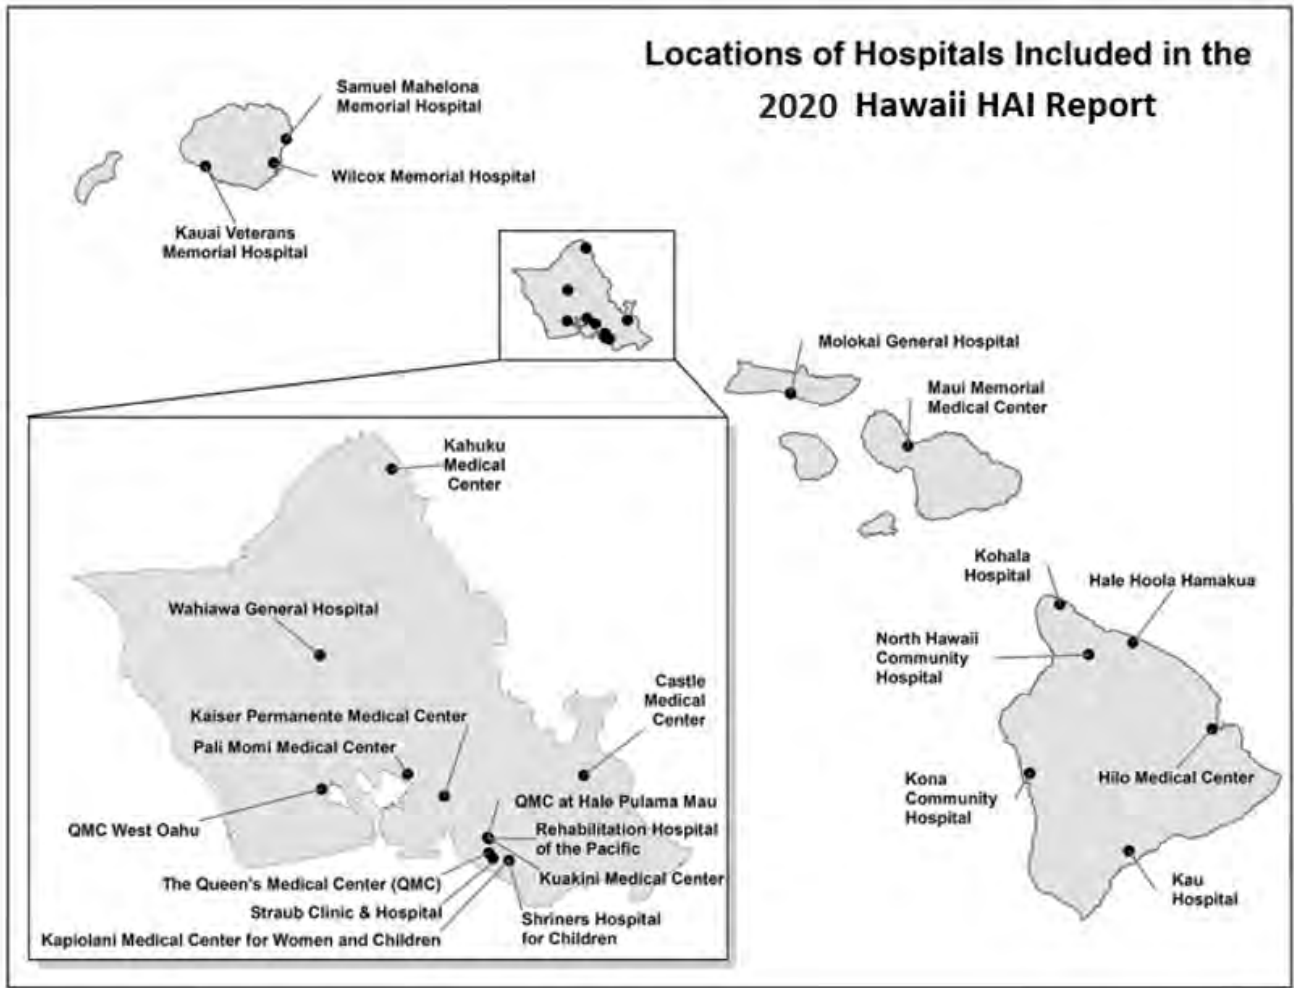 Locations of Hospitals Included in the
2020 Hawaii HAI Report
Samuel Mahelona
Memorial Hospital
Wilcox Memorial Hospital
Kauai Veterans
Memorial Hospital
Molokai General Hospital
Maui Memorial
Medical Center
Kahuku
Medical
Center
Wahiawa General Hospital
Castle
Medical
Center
Kaiser Permanente Medical Center
Pali Momi Medical Center
QMC West Oahu
QMC at Hale Pulama Mau
Rehabilitation Hospital
of the Pacific
Kuakini Medical Center
The Queen's Medical Center (QMC)
Straub Clinic & Hospital
Kapiolani Medical Center for Women and Children
Shriners Hospital
for Children
Kohala
Hospital
Hale Hoola Hamakua
North Hawaii
Community
Hospital
Kona
Community
Hospital
Hilo Medical Center
Kau
Hospital